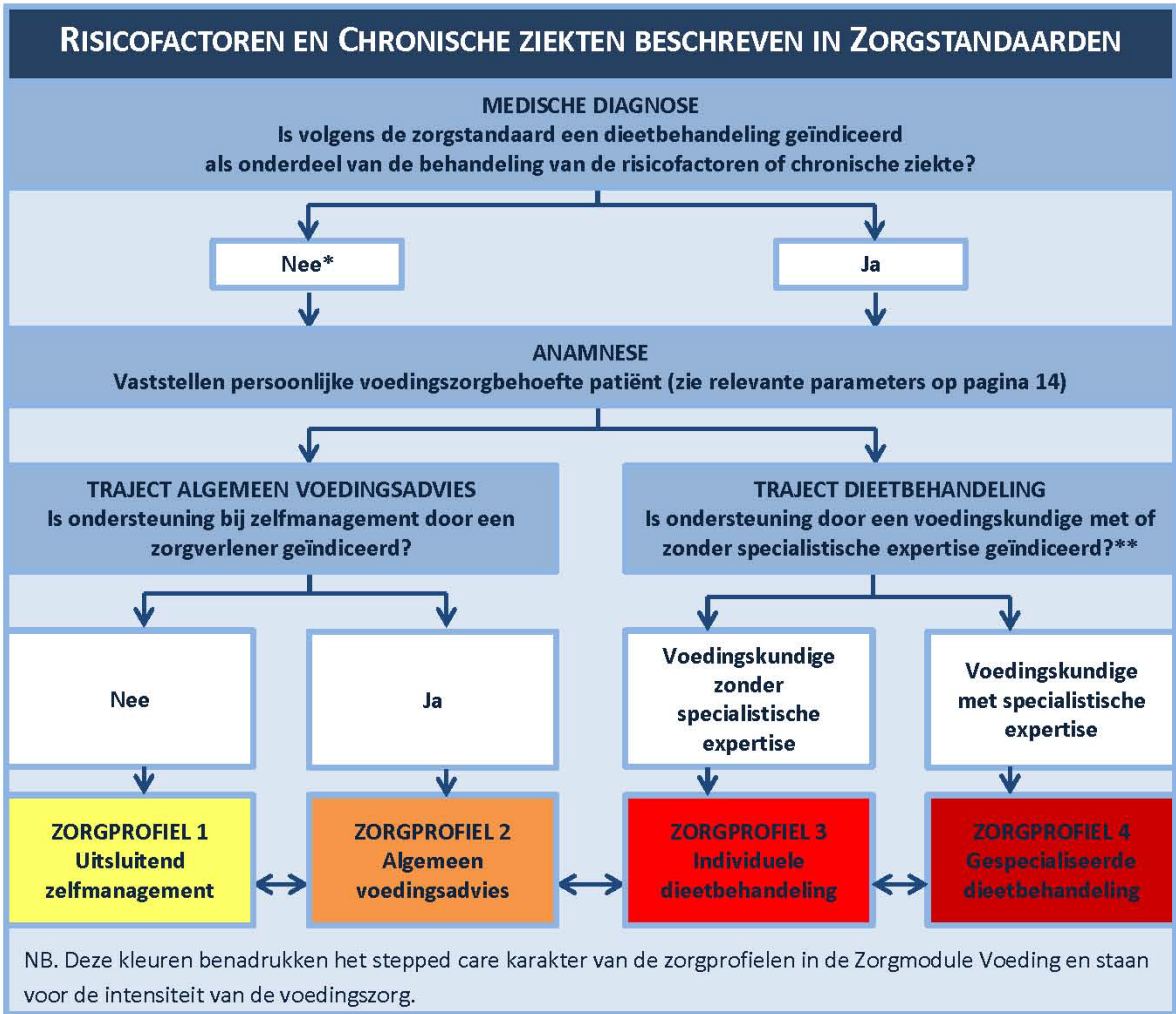 RISICOFACTOREN EN CHRONISCHE ZIEKTEN BESCHREVEN IN ZORGSTANDAARDEN
MEDISCHE DIAGNOSE
Is volgens de zorgstandaard een dieetbehandeling geïndiceerd
als onderdeel van de behandeling van de risicofactoren of chronische ziekte?
Nee*
Ja
ANAMNESE
Vaststellen persoonlijke voedingszorgbehoefte patiënt (zie relevante parameters op pagina 14)
TRAJECT ALGEMEEN VOEDINGSADVIES
Is ondersteuning bij zelfmanagement door een
zorgverlener geïndiceerd?
TRAJECT DIEETBEHANDELING
Is ondersteuning door een voedingskundige met of
zonder specialistische expertise geïndiceerd?**
Nee
Ja
Voedingskundige
zonder
specialistische
expertise
Voedingskundige
met specialistische
expertise
ZORGPROFIEL 1
Uitsluitend
zelfmanagement
ZORGPROFIEL 2
Algemeen
voedingsadvies
ZORGPROFIEL 3
Individuele
dieetbehandeling
ZORGPROFIEL 4
Gespecialiseerde
dieetbehandeling
NB. Deze kleuren benadrukken het stepped care karakter van de zorgprofielen in de Zorgmodule Voeding en staan
voor de intensiteit van de voedingszorg.